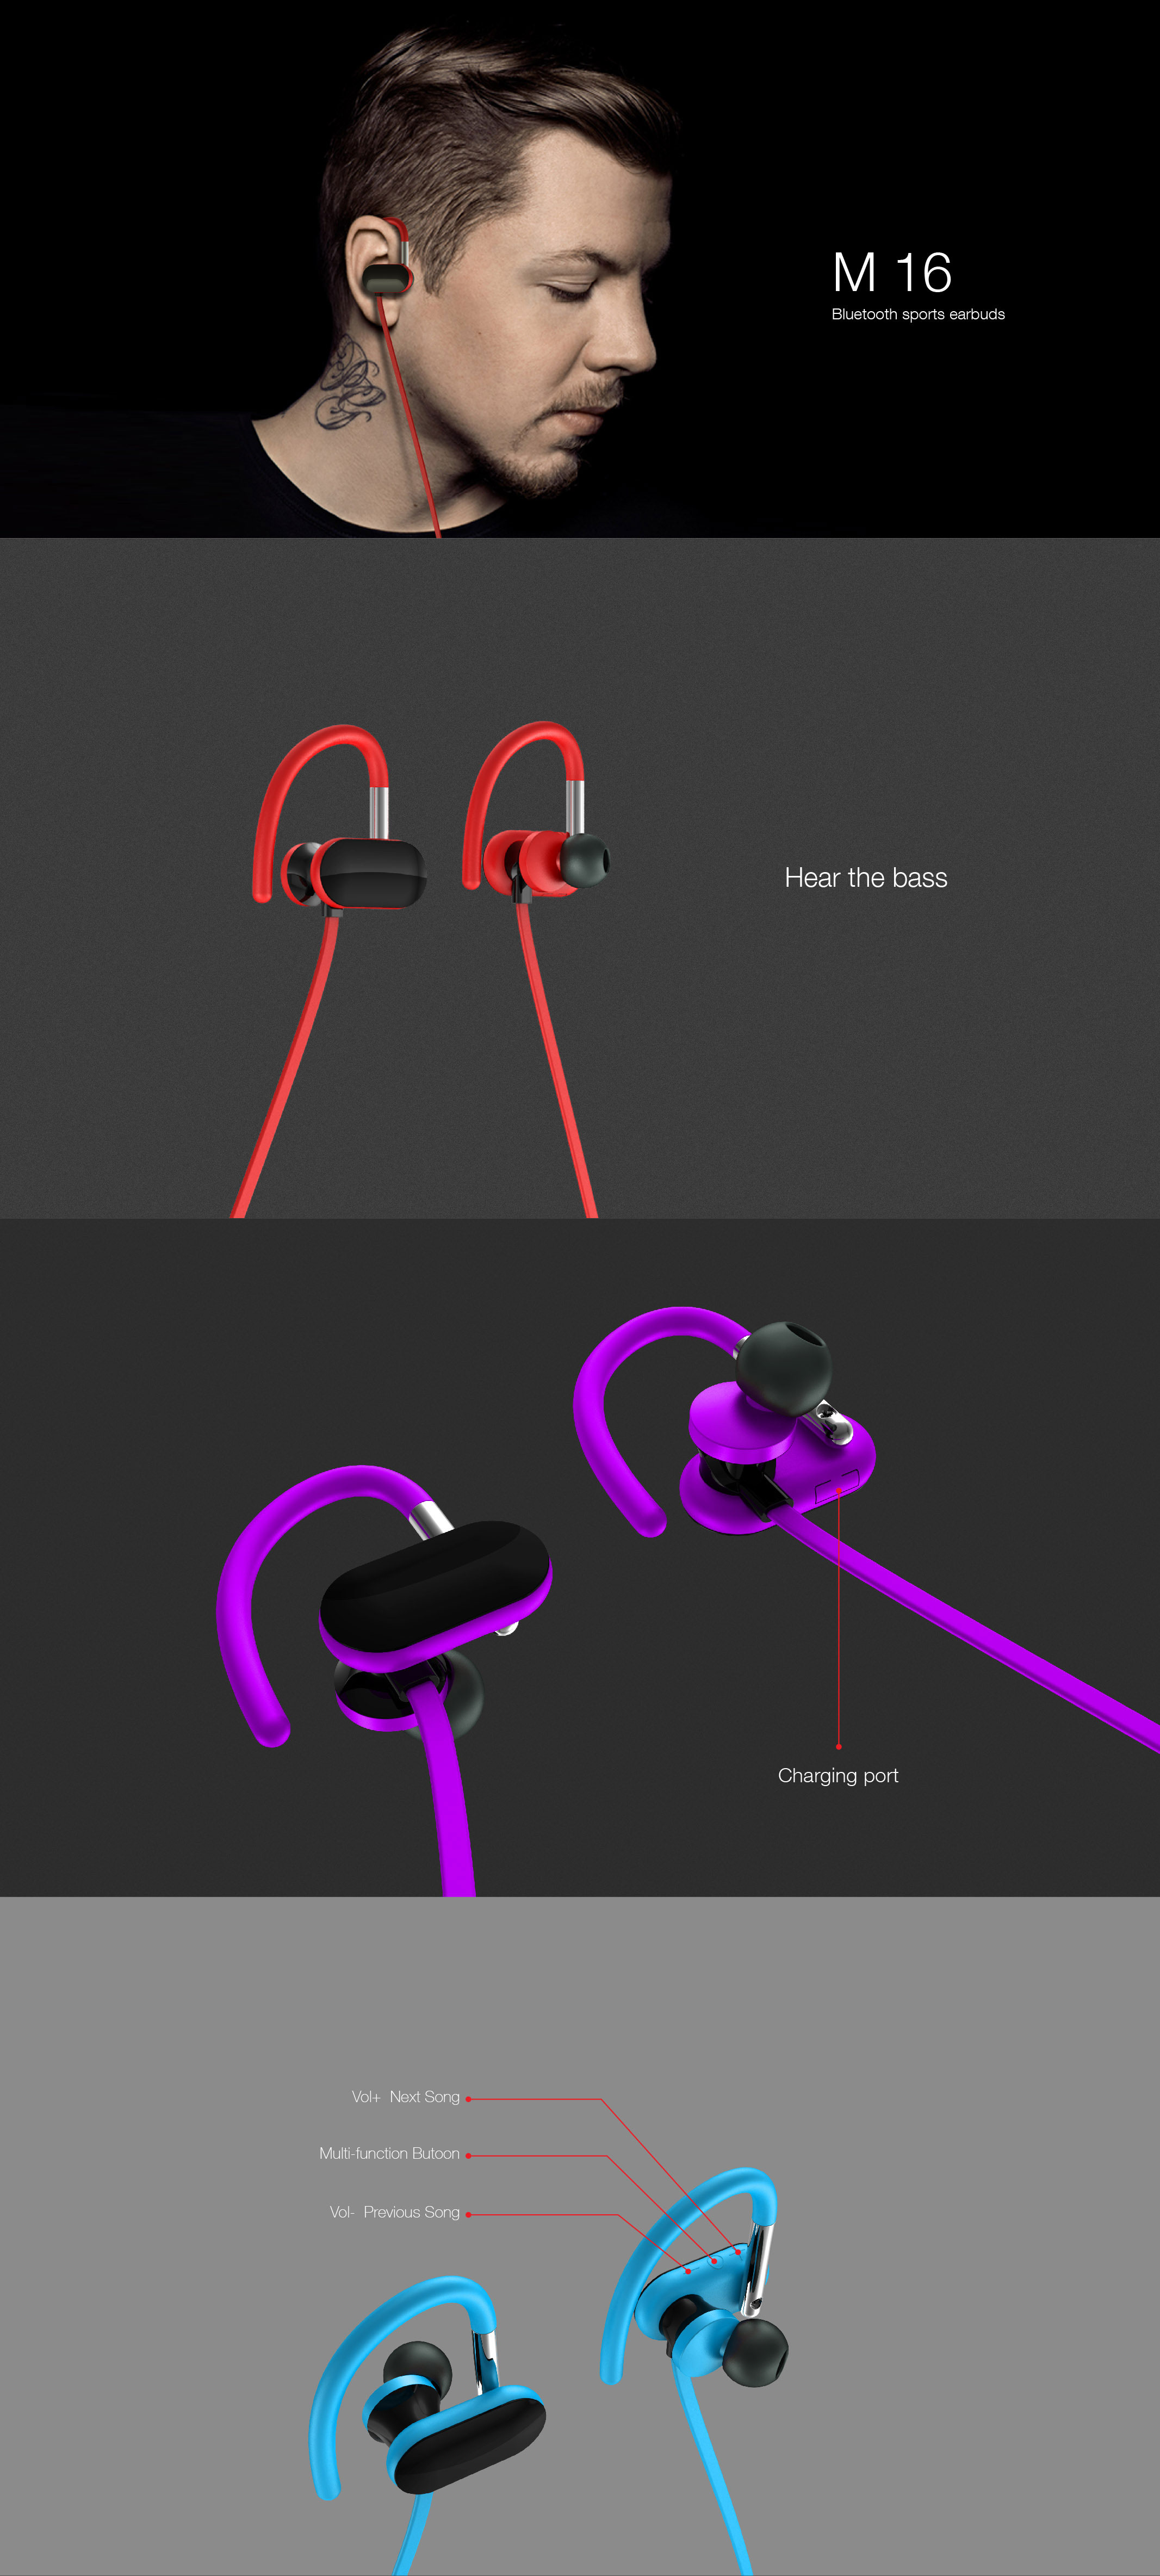 M 16
Bluetooth sports earbuds
Hear the bass
Charging port
Vol+ Next Song
Multi-function Butoon
Vol- Previous Song